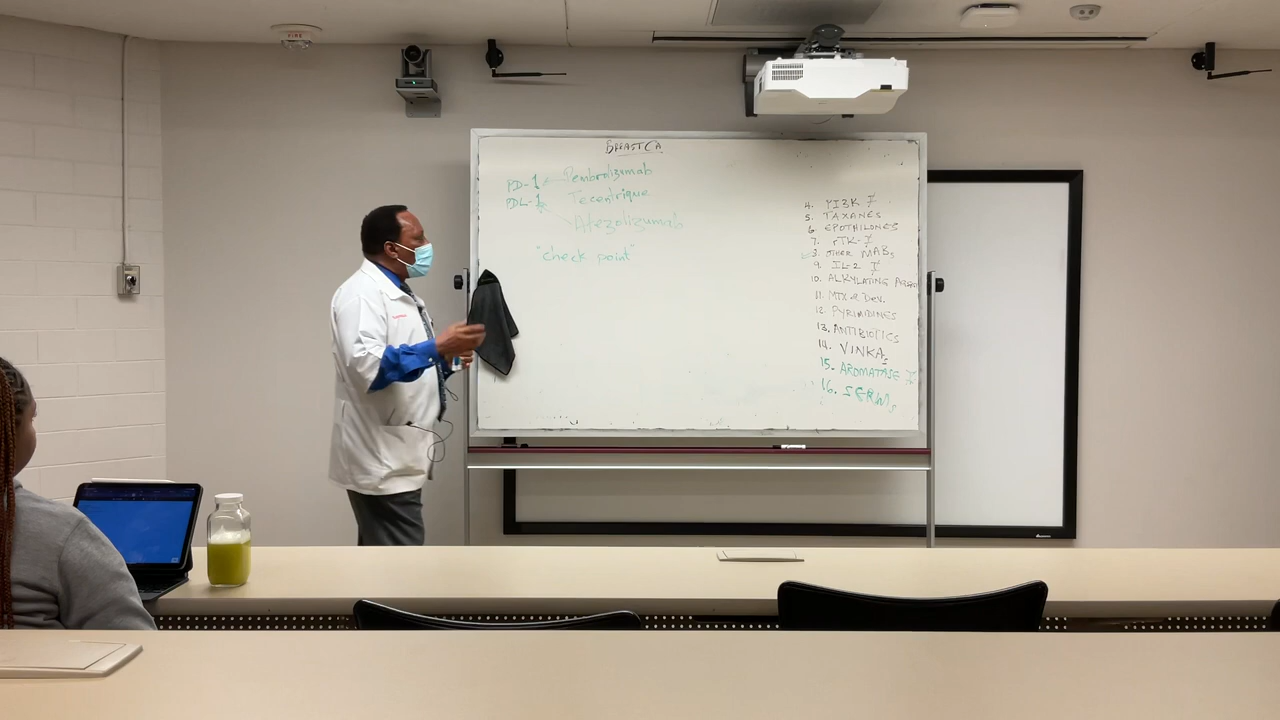 FIRE
BREAST CA
PD-1 Pembrolizumab
PDL-1 Tecentrique
Atezolizumab
"check point"
4. PI3K I
5. TAXANES
6. EPOTHILONES
7. rTK-I
8. OTHER MABs
9. IL-2 I
10. ALKYLATING
11. MTX & Dev.
12. PYRIMIDINES
13. ANTIBIOTICS
14. VINKAs
15. AROMATASE I
16. SERMs